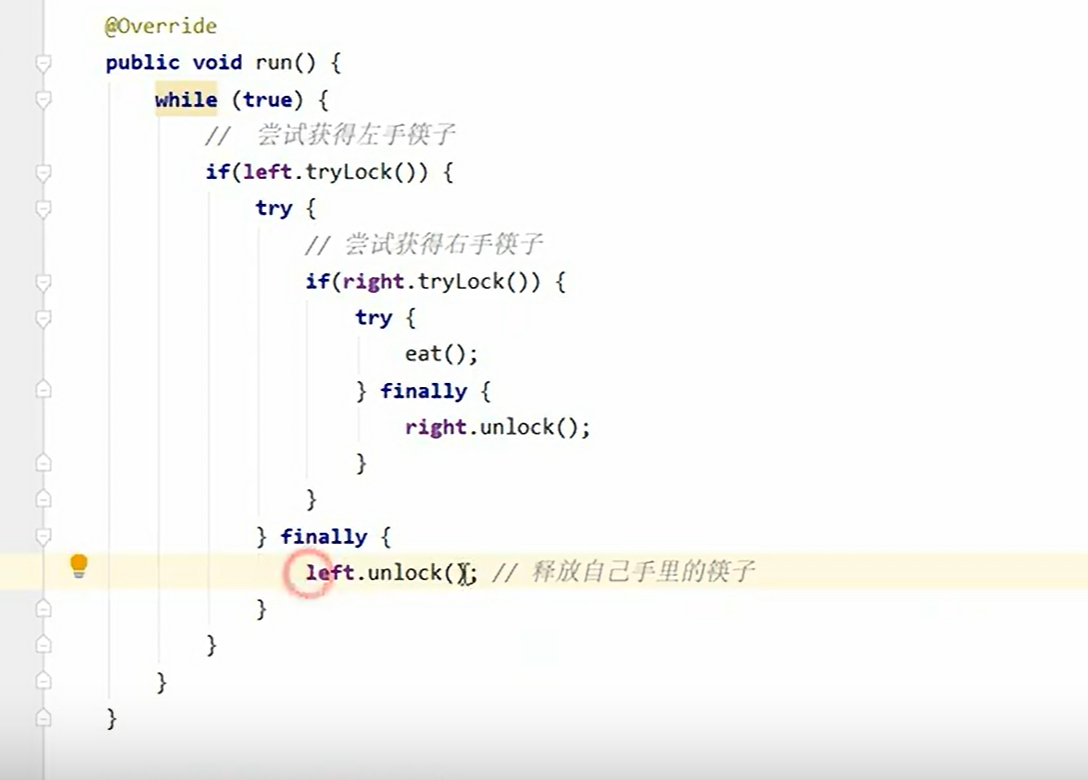 @Override
public void run() {
while (true) {
// 尝试获得左手筷子
if(left.tryLock()) {
try {
// 尝试获得右手筷子
if(right.tryLock()) {
try {
eat();
} finally {
right.unlock();
}
}
} finally {
left.unlock(); // 释放自己手里的筷子
}
}
}
}